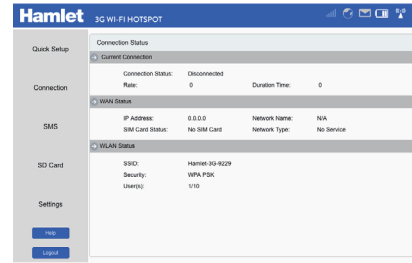 Hamlet 3G WI-FI HOTSPOT
Quick Setup
Connection
SMS
SD Card
Settings
Help
Logout
Connection Status
Current Connection
Connection Status: Disconnected
Rate: 0 Duration Time: 0
WAN Status
IP Address: 0.0.0.0 Network Name: N/A
SIM Card Status: No SIM Card Network Type: No Service
WLAN Status
SSID: Hamlet-3G-9229
Security: WPA PSK
User(s): 1/10